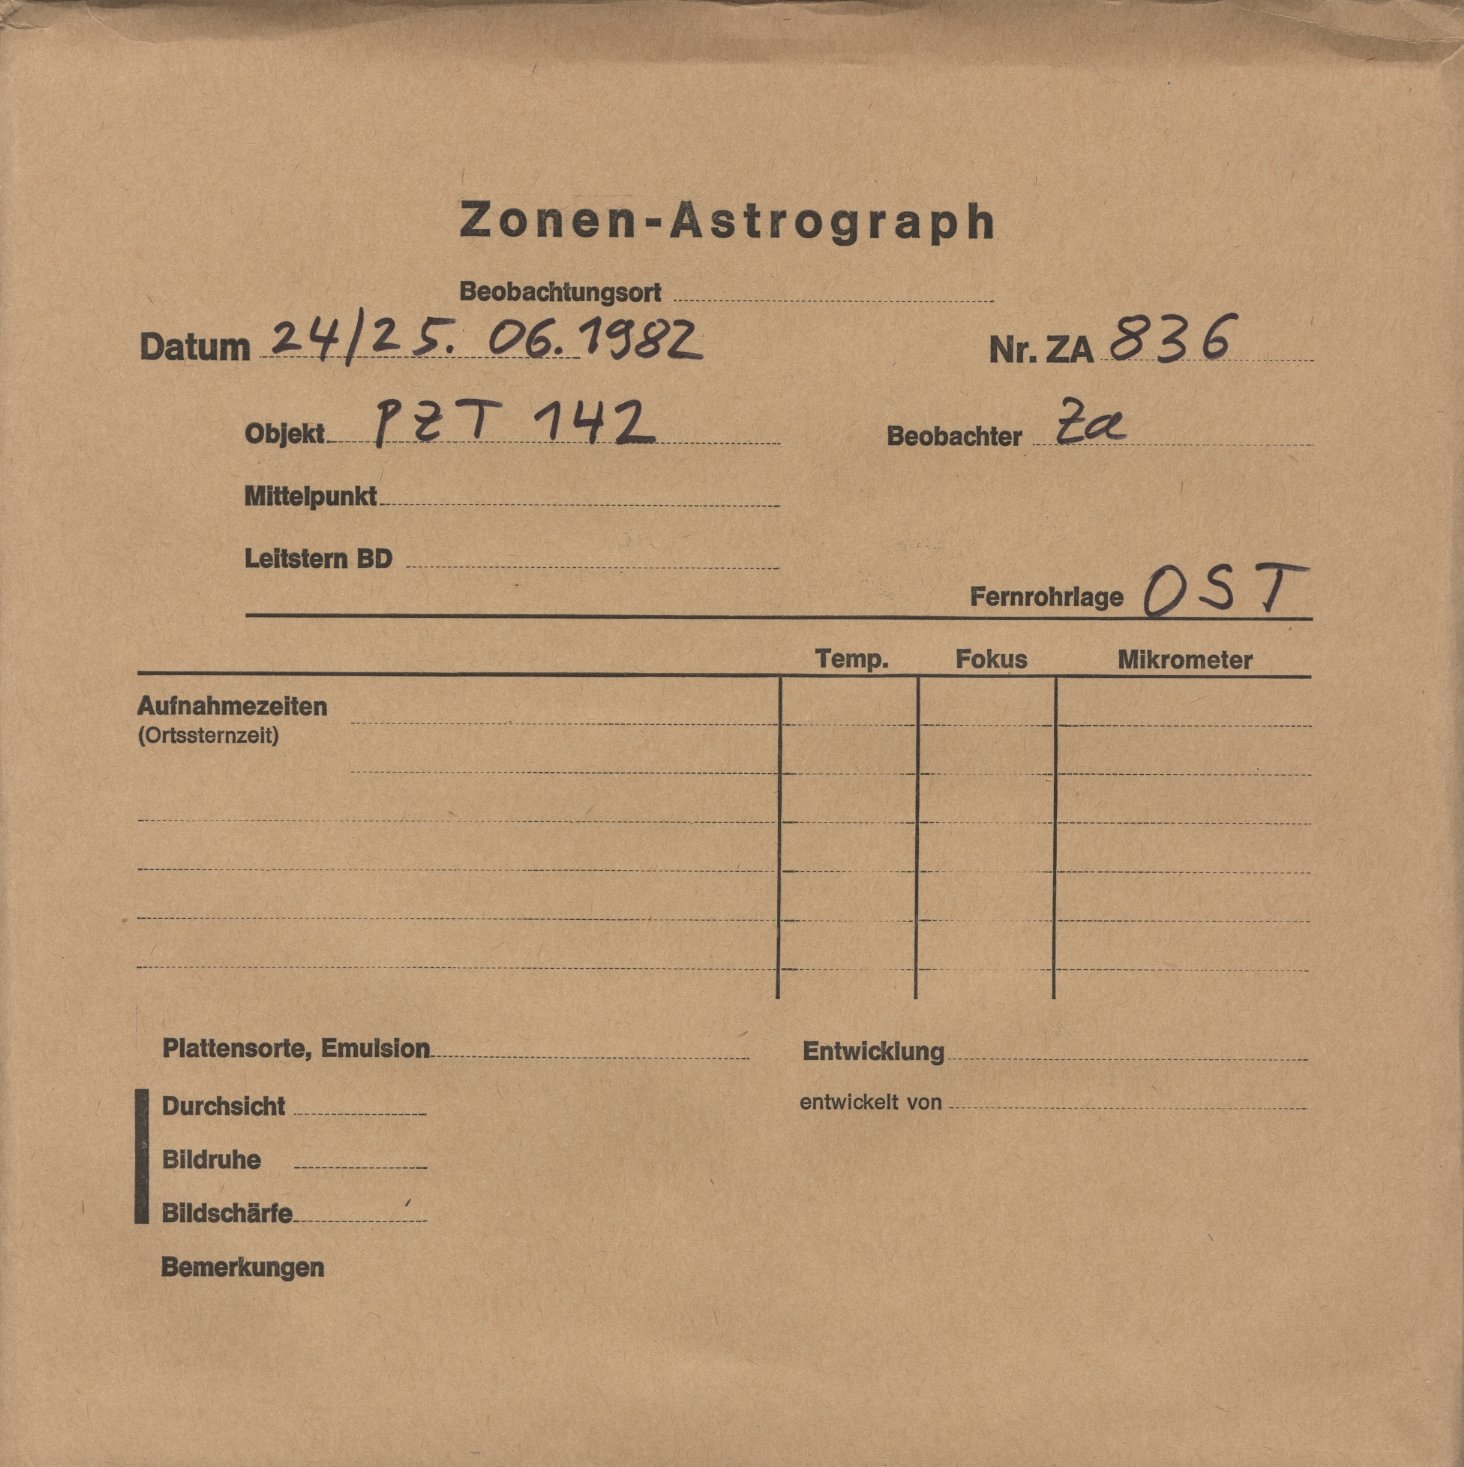 Zonen-Astrograph
Beobachtungsort
Datum 24/25. 06. 1982 Nr. ZA 836
Objekt PZT 142 Beobachter Za
Mittelpunkt
Leitstern BD
Fernrohrlage OST
Temp. Fokus Mikrometer
Aufnahmezeiten
(Ortssternzeit)
Plattensorte, Emulsion Entwicklung
Durchsicht entwickelt von
Bildruhe
Bildschärfe
Bemerkungen